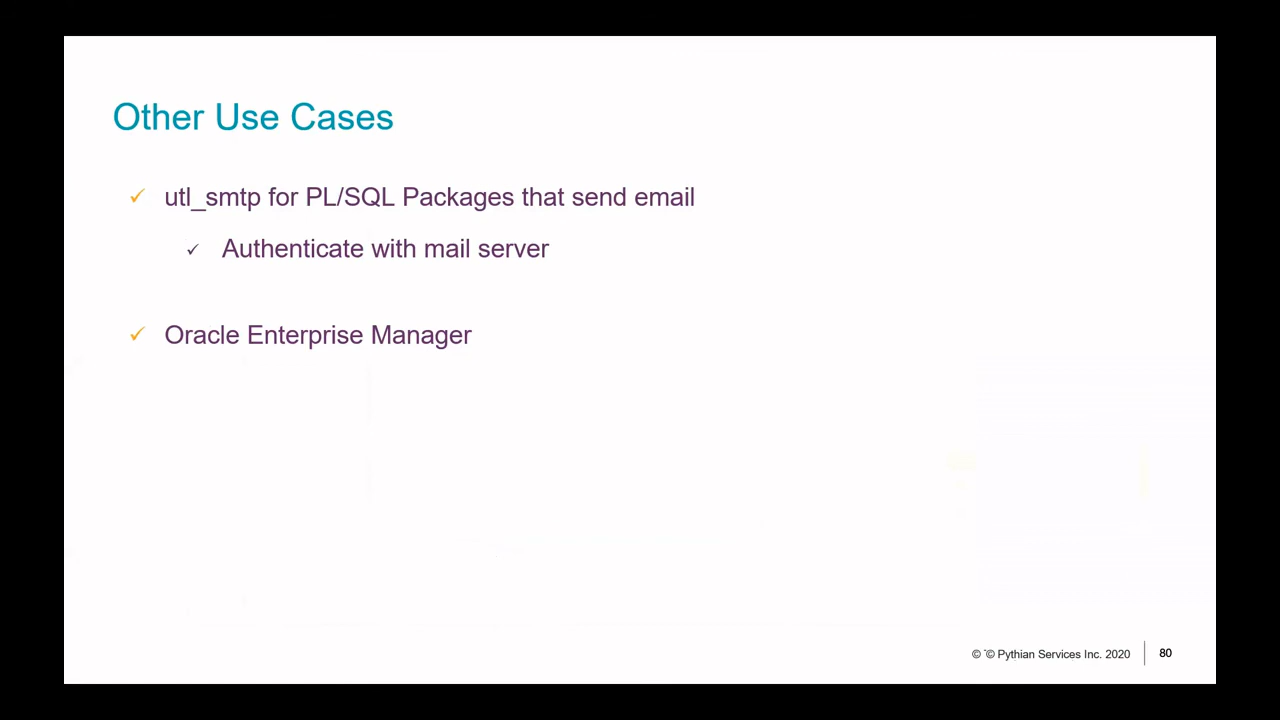 Other Use Cases
✓ utl_smtp for PL/SQL Packages that send email
✓ Authenticate with mail server
✓ Oracle Enterprise Manager
© ˜© Pythian Services Inc. 2020 80